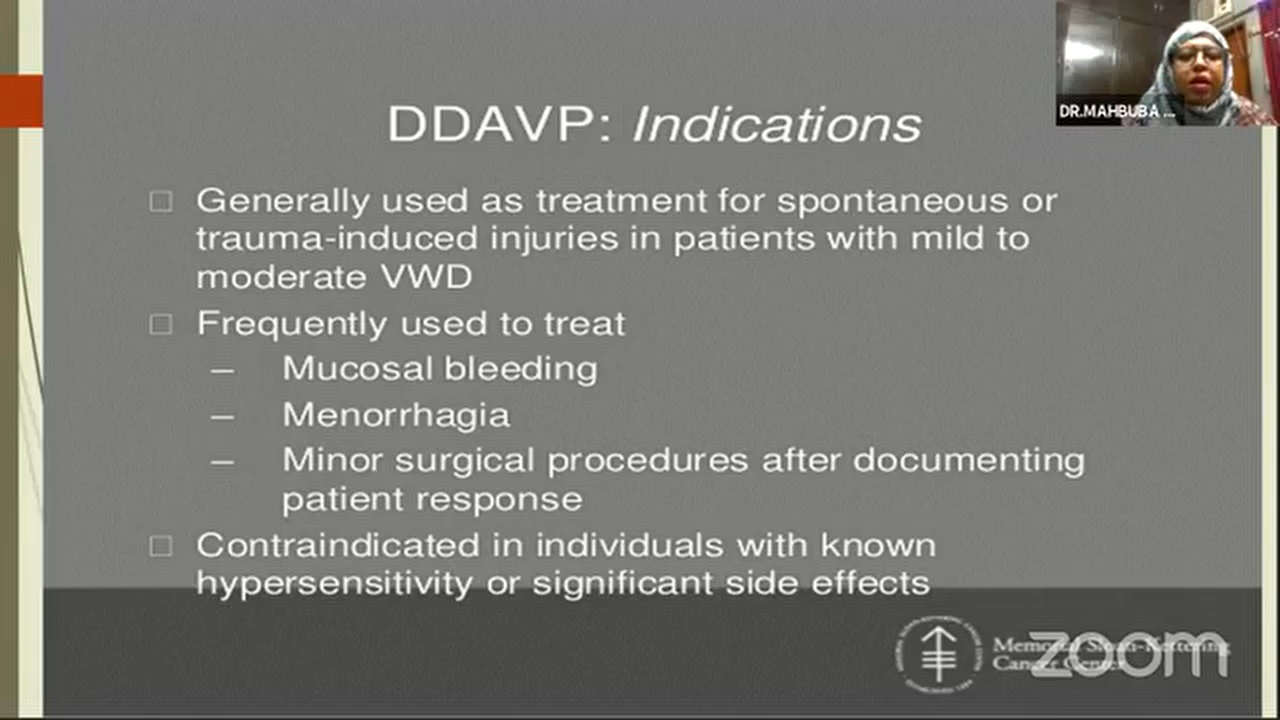 DR.MAHBUBA ...
DDAVP: Indications
Generally used as treatment for spontaneous or
trauma-induced injuries in patients with mild to
moderate VWD
Frequently used to treat
– Mucosal bleeding
– Menorrhagia
– Minor surgical procedures after documenting
patient response
Contraindicated in individuals with known
hypersensitivity or significant side effects
Memorial Sloan-Kettering
Cancer Center
zoom